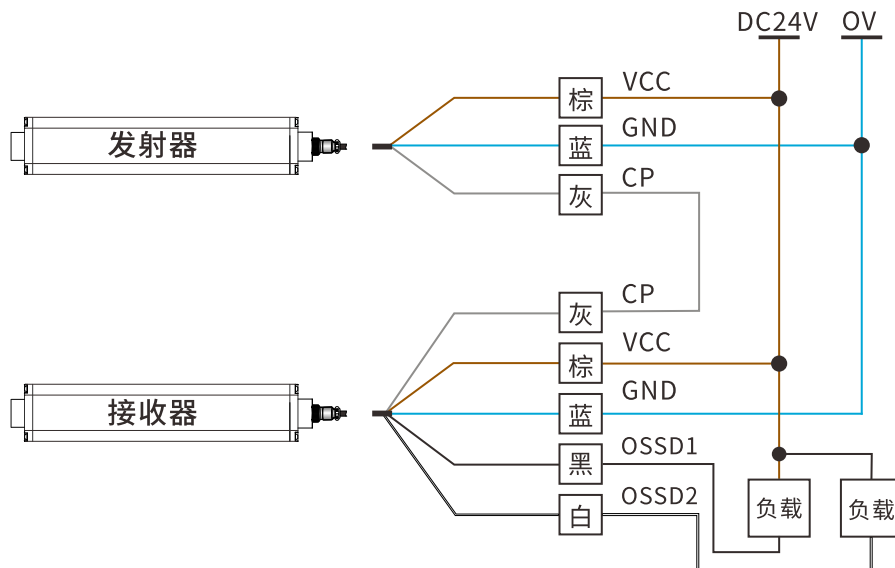 DC24V
OV
棕
VCC
蓝
GND
灰
CP
发射器
灰
CP
棕
VCC
蓝
GND
黑
OSSD1
白
OSSD2
接收器
负载
负载